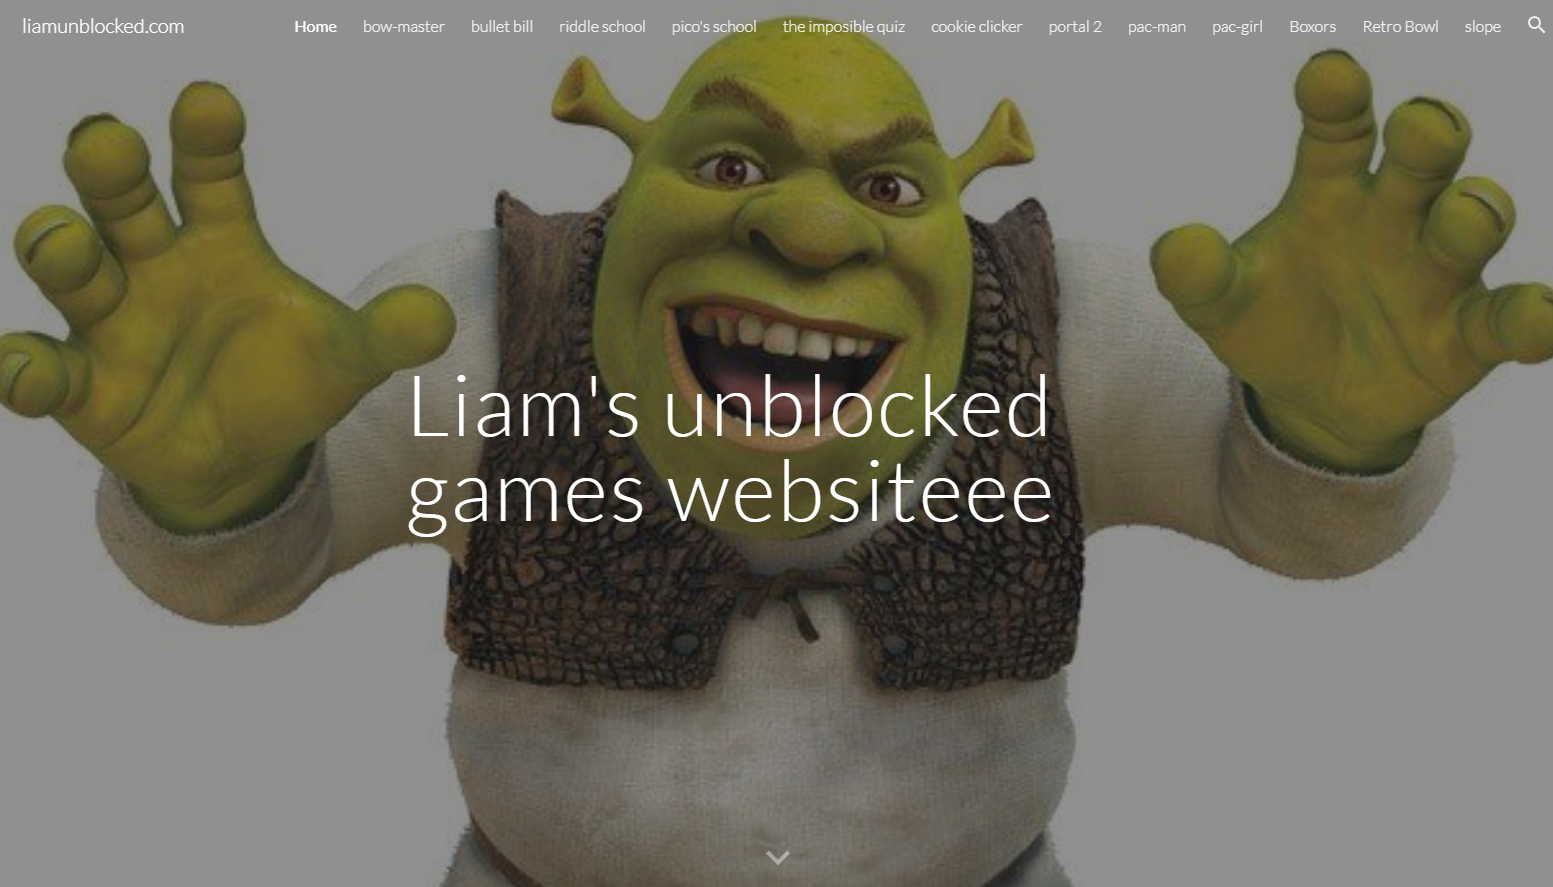 liamunblocked.com
Home bow-master bullet bill riddle school pico's school the imposible quiz cookie clicker portal 2 pac-man pac-girl Boxors Retro Bowl slope
Liam's unblocked
games websiteee